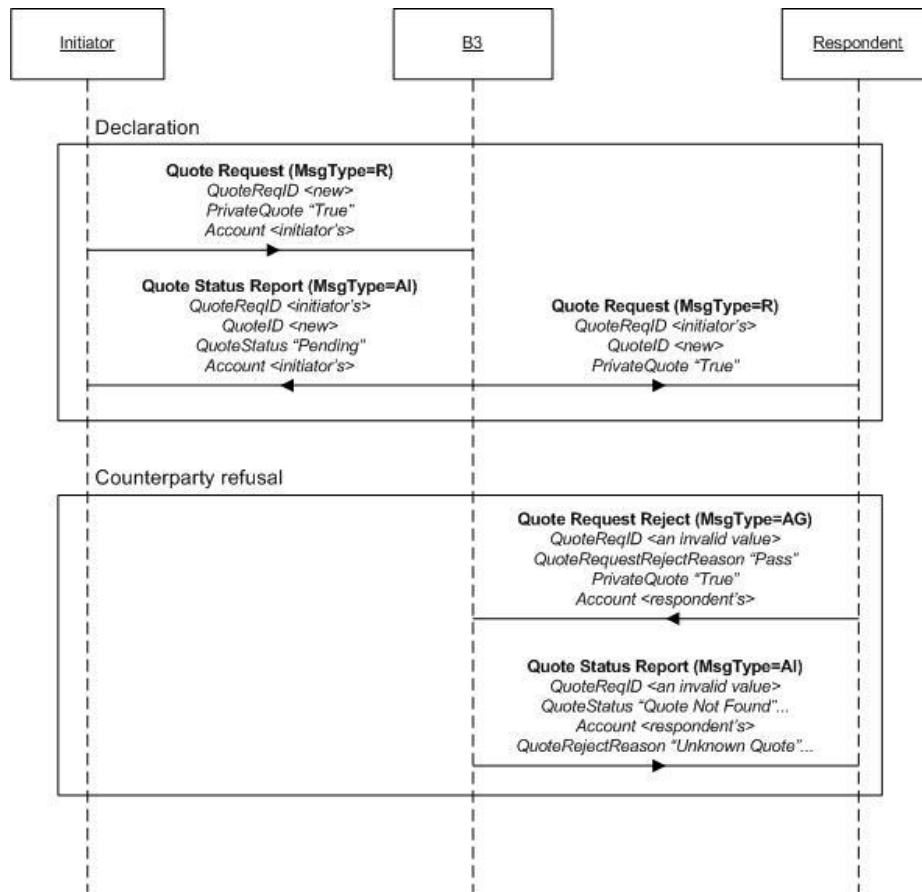 Initiator
B3
Respondent
Declaration
Quote Request (MsgType=R)
QuoteReqID <new>
PrivateQuote “True”
Account <initiator’s>
Quote Status Report (MsgType=AI)
QuoteReqID <initiator’s>
QuoteID <new>
QuoteStatus “Pending”
Account <initiator’s>
Quote Request (MsgType=R)
QuoteReqID <initiator’s>
QuoteID <new>
PrivateQuote “True”
Counterparty refusal
Quote Request Reject (MsgType=AG)
QuoteReqID <an invalid value>
QuoteRequestRejectReason “Pass”
PrivateQuote “True”
Account <respondent’s>
Quote Status Report (MsgType=AI)
QuoteReqID <an invalid value>
QuoteStatus “Quote Not Found”...
Account <respondent’s>
QuoteRejectReason “Unknown Quote”...